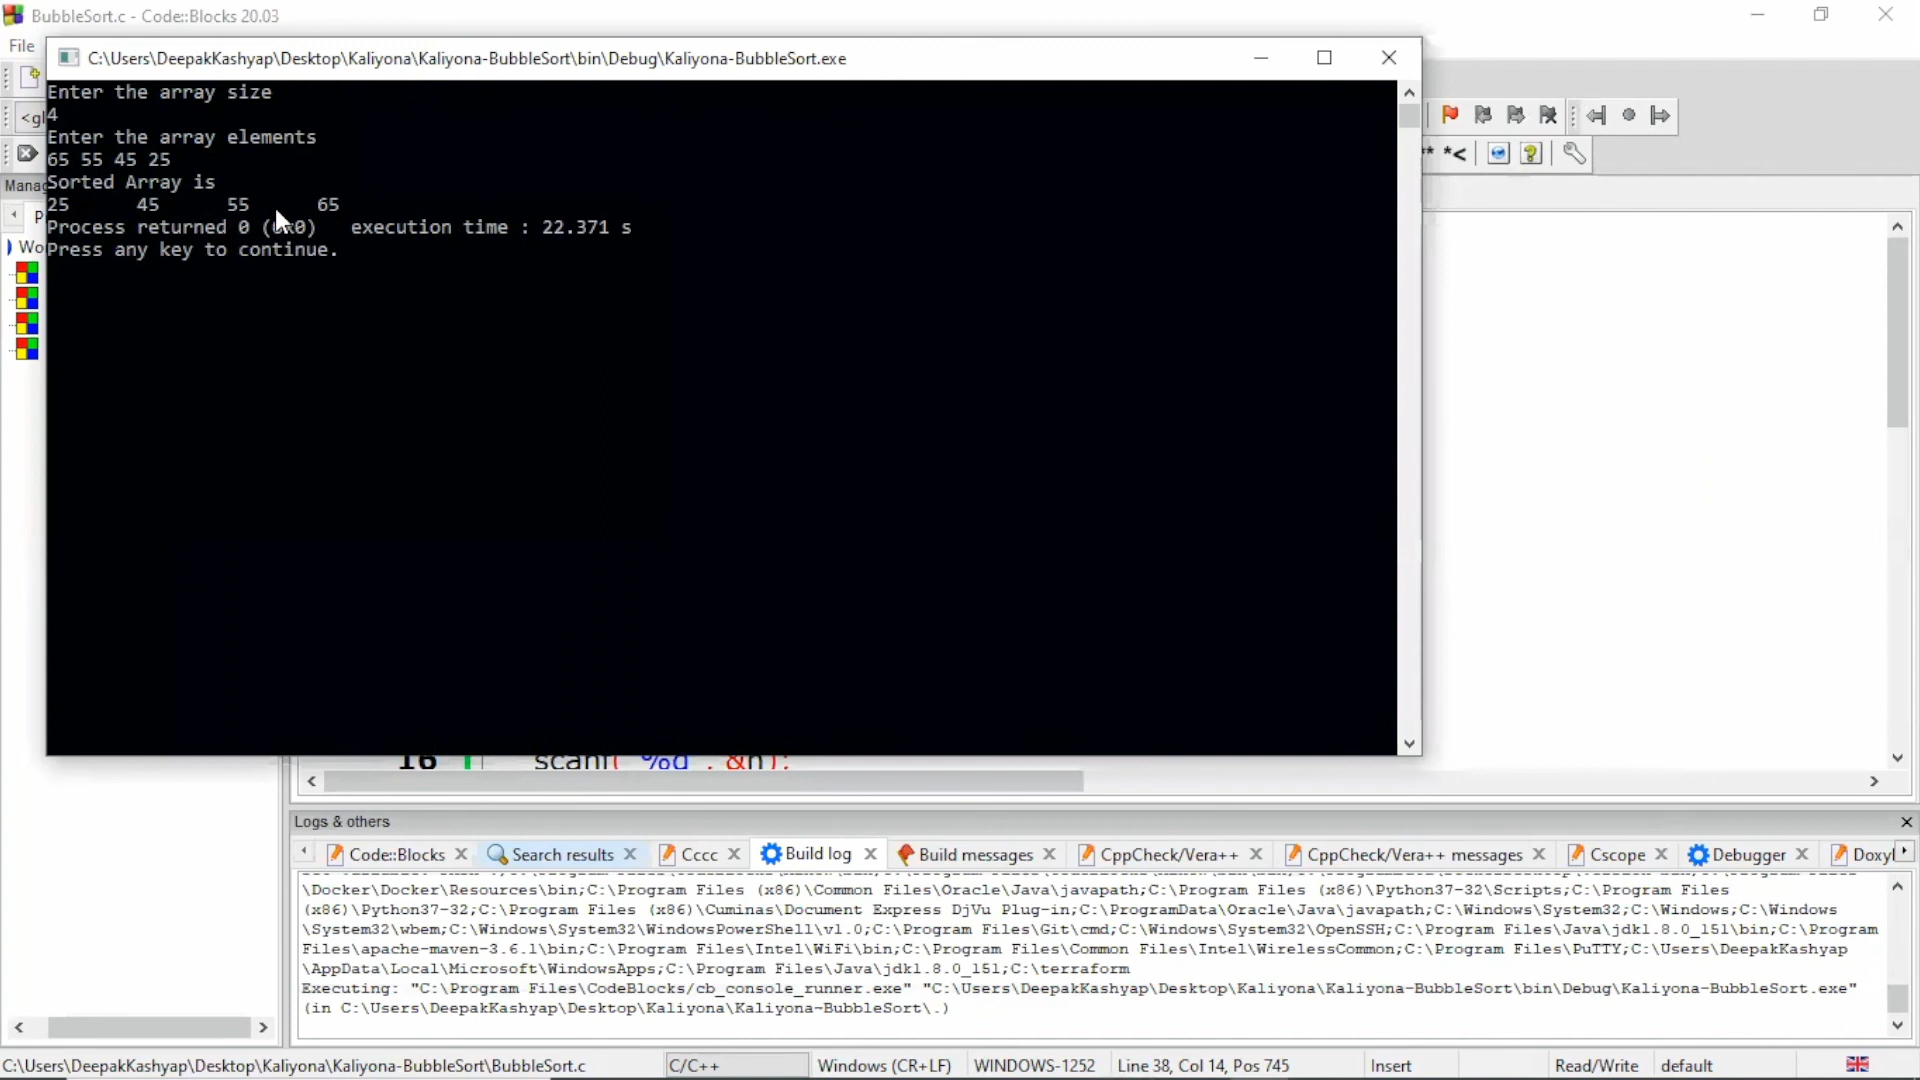 BubbleSort.c - Code::Blocks 20.03
File
C:\Users\DeepakKashyap\Desktop\Kaliyona\Kaliyona-BubbleSort\bin\Debug\Kaliyona-BubbleSort.exe
Enter the array size
<gl
4
Enter the array elements
65 55 45 25
Sorted Array is
Manag
25 45 55 65
P
Process returned 0 (0x0) execution time : 22.371 s
Wo
Press any key to continue.
** *<
16 scanf("%d", &n);
Logs & others
Code::Blocks Search results Cccc Build log Build messages CppCheck/Vera++ CppCheck/Vera++ messages Cscope Debugger Doxyl
\Docker\Docker\Resources\bin;C:\Program Files (x86)\Common Files\Oracle\Java\javapath;C:\Program Files (x86)\Python37-32\Scripts;C:\Program Files
(x86)\Python37-32;C:\Program Files (x86)\Cuminas\Document Express DjVu Plug-in;C:\ProgramData\Oracle\Java\javapath;C:\Windows\System32;C:\Windows;C:\Windows
\System32\wbem;C:\Windows\System32\WindowsPowerShell\v1.0;C:\Program Files\Git\cmd;C:\Windows\System32\OpenSSH;C:\Program Files\Java\jdk1.8.0_151\bin;C:\Program
Files\apache-maven-3.6.1\bin;C:\Program Files\Intel\WiFi\bin;C:\Program Files\Common Files\Intel\WirelessCommon;C:\Program Files\PuTTY;C:\Users\DeepakKashyap
\AppData\Local\Microsoft\WindowsApps;C:\Program Files\Java\jdk1.8.0_151;C:\terraform
Executing: "C:\Program Files\CodeBlocks/cb_console_runner.exe" "C:\Users\DeepakKashyap\Desktop\Kaliyona\Kaliyona-BubbleSort\bin\Debug\Kaliyona-BubbleSort.exe"
(in C:\Users\DeepakKashyap\Desktop\Kaliyona\Kaliyona-BubbleSort\.)
C:\Users\DeepakKashyap\Desktop\Kaliyona\Kaliyona-BubbleSort\BubbleSort.c C/C++ Windows (CR+LF) WINDOWS-1252 Line 38, Col 14, Pos 745 Insert Read/Write default